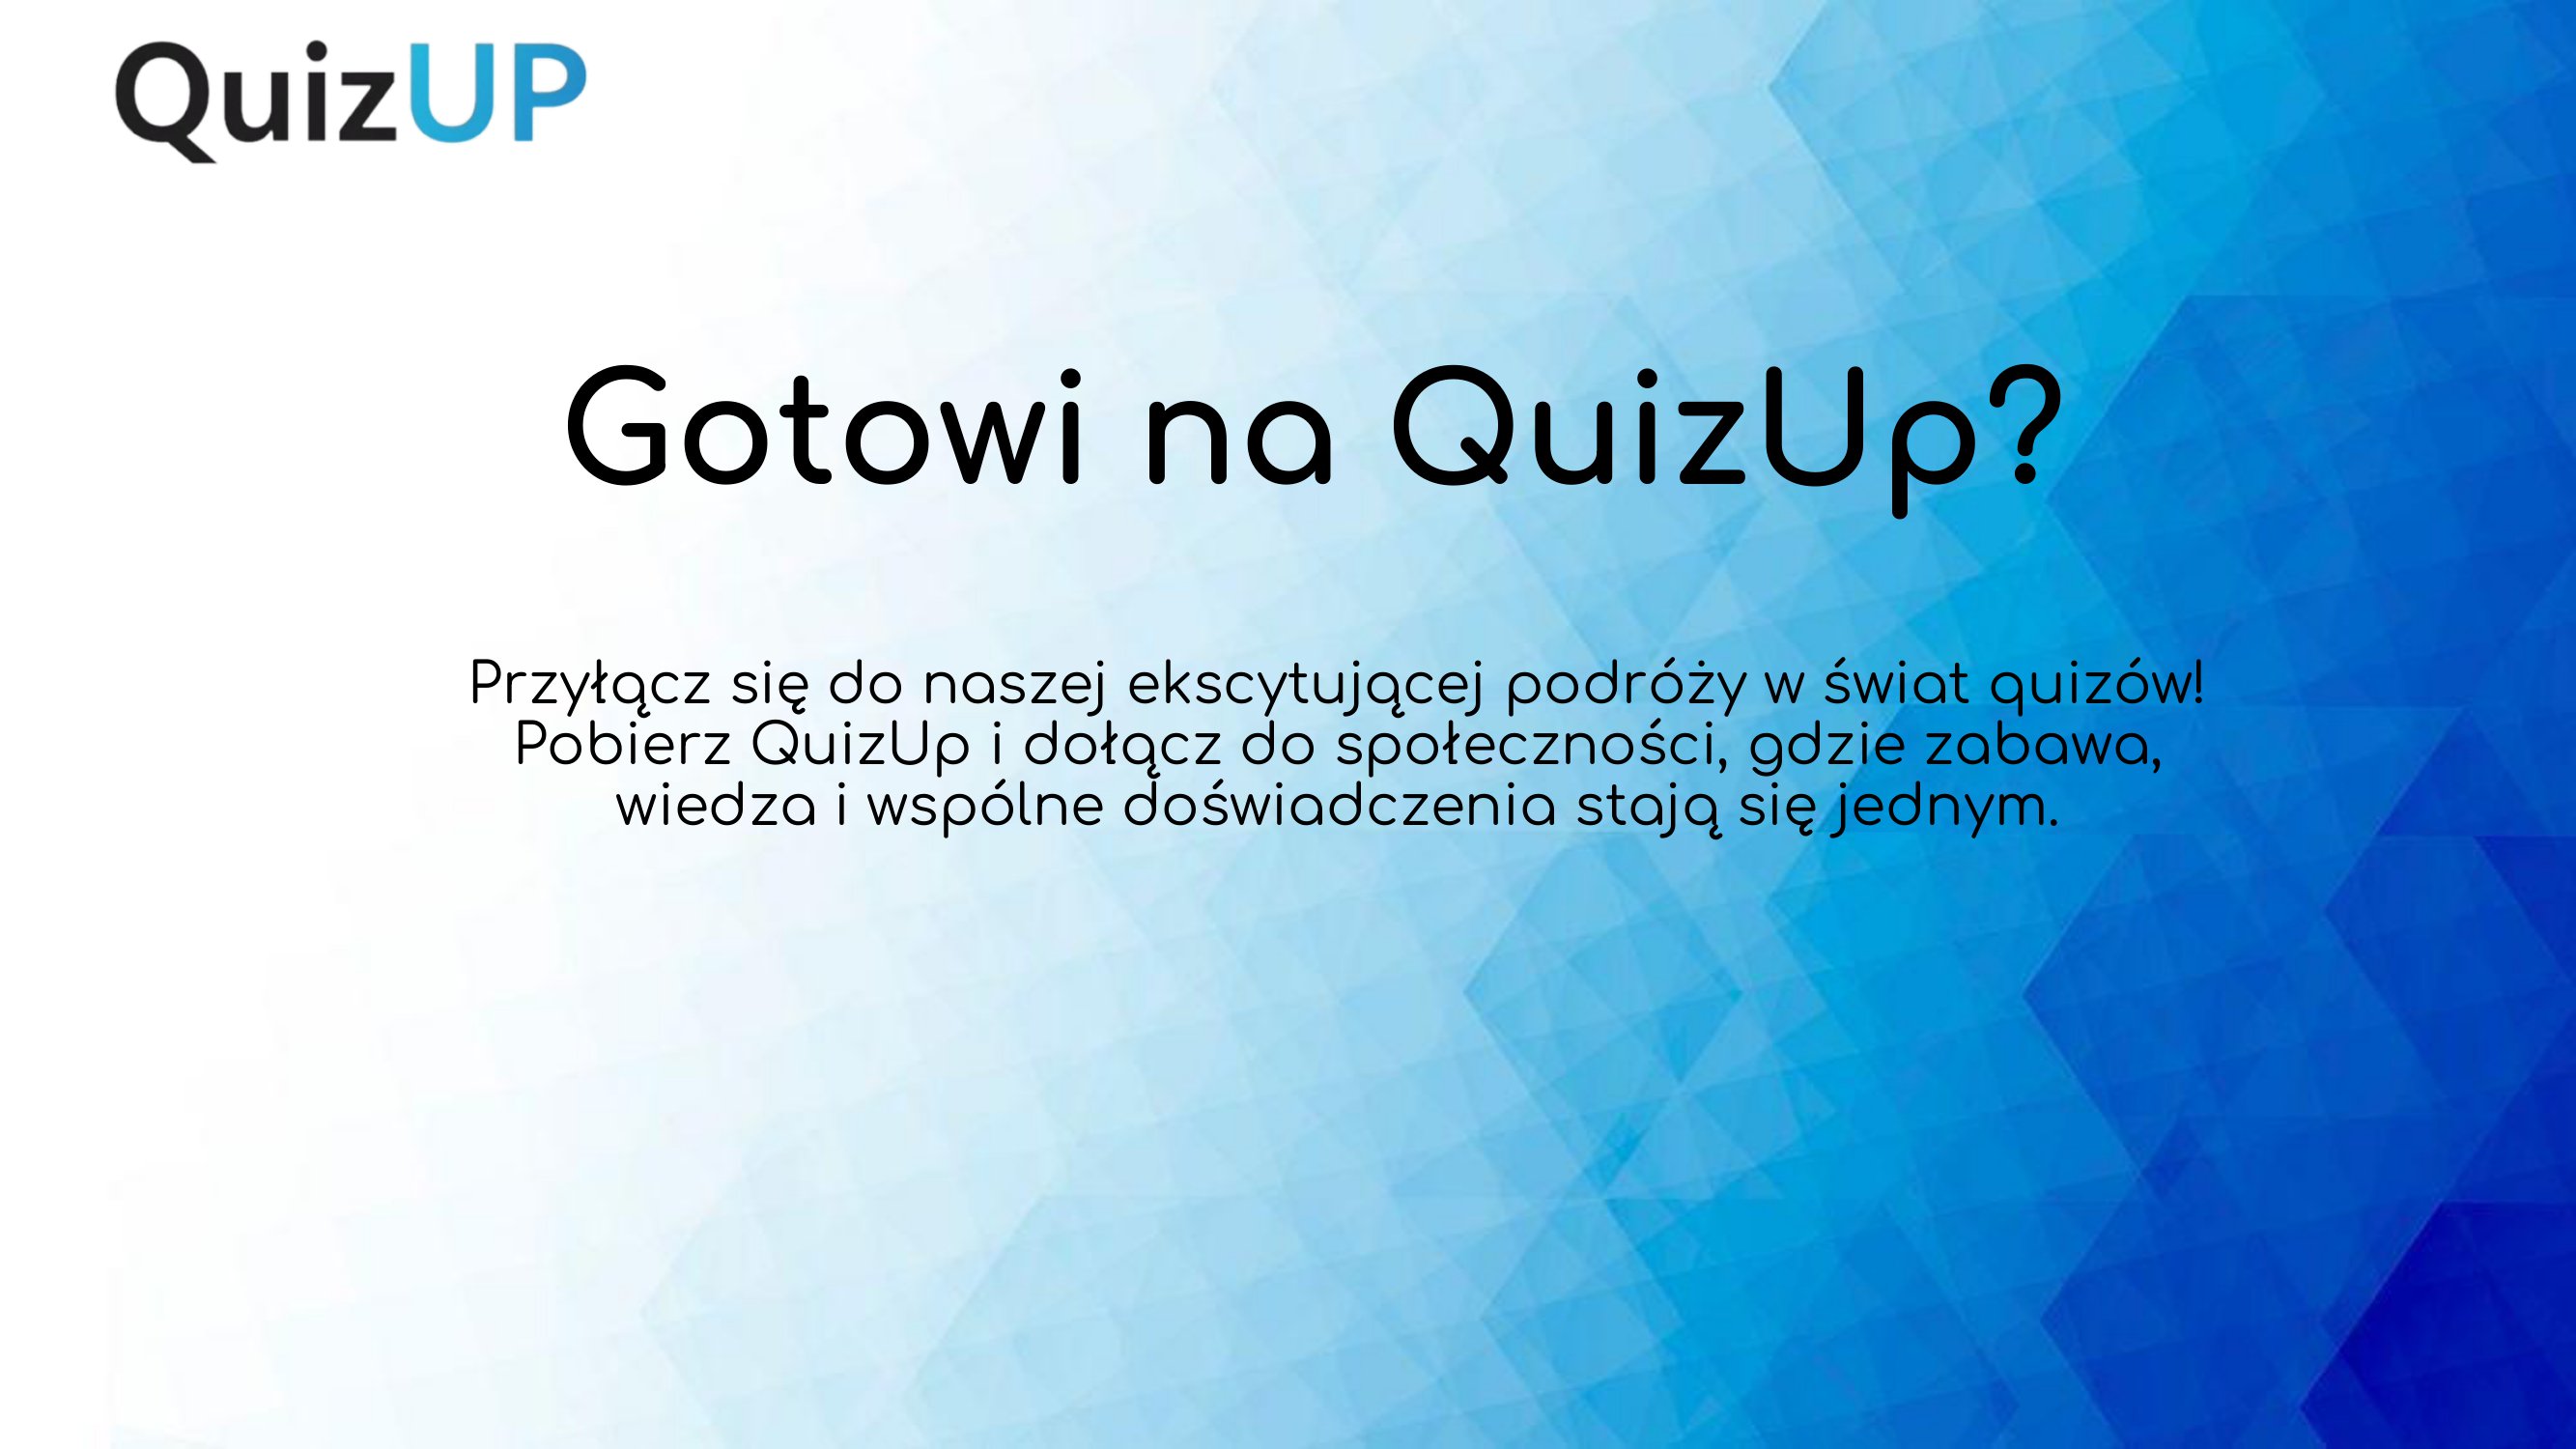 QuizUP
Gotowi na QuizUp?
Przyłącz się do naszej ekscytującej podróży w świat quizów!
Pobierz QuizUp i dołącz do społeczności, gdzie zabawa,
wiedza i wspólne doświadczenia stają się jednym.